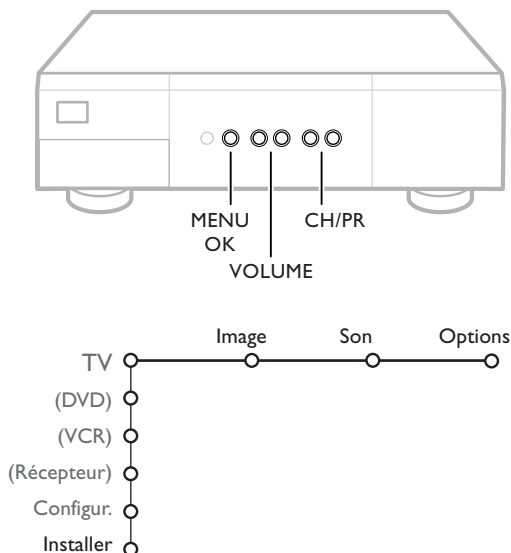 MENU
OK
CH/PR
VOLUME
Image Son Options
TV
(DVD)
(VCR)
(Récepteur)
Configur.
Installer